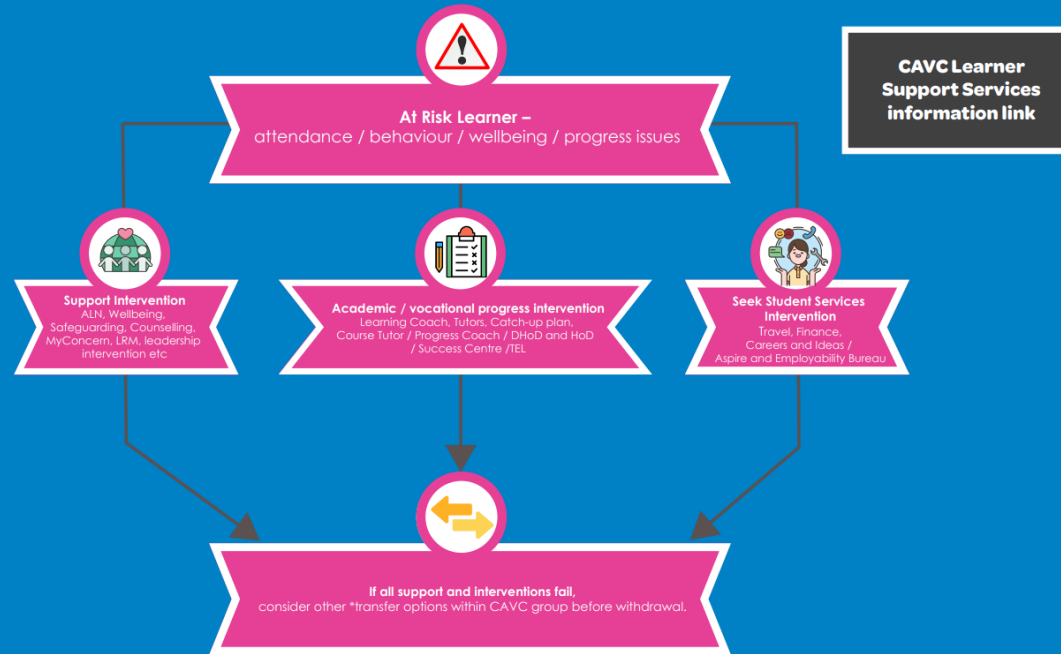 CAVC Learner
Support Services
information link
At Risk Learner –
attendance / behaviour / wellbeing / progress issues
Support Intervention
ALN, Wellbeing,
Safeguarding, Counselling,
MyConcern, LRM, leadership
intervention etc
Academic / vocational progress intervention
Learning Coach, Tutors, Catch-up plan,
Course Tutor / Progress Coach / DHoD and HoD
/ Success Centre /TEL
Seek Student Services
Intervention
Travel, Finance,
Careers and Ideas /
Aspire and Employability Bureau
If all support and interventions fail,
consider other *transfer options within CAVC group before withdrawal.